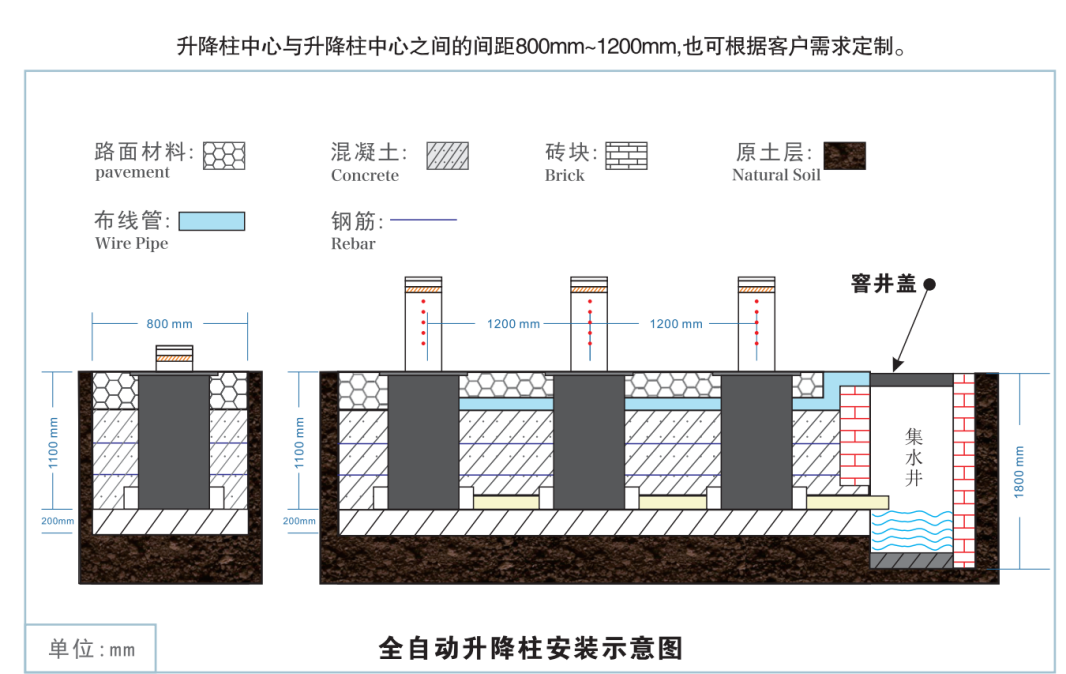 升降柱中心与升降柱中心之间的间距800mm~1200mm,也可根据客户需求定制。
路面材料:
pavement
混凝土:
Concrete
砖块:
Brick
原土层:
Natural Soil
布线管:
Wire Pipe
钢筋:
Rebar
窨井盖
800 mm
1200 mm
1200 mm
1100 mm
200mm
1100 mm
200mm
集水井
1800 mm
单位:mm
全自动升降柱安装示意图